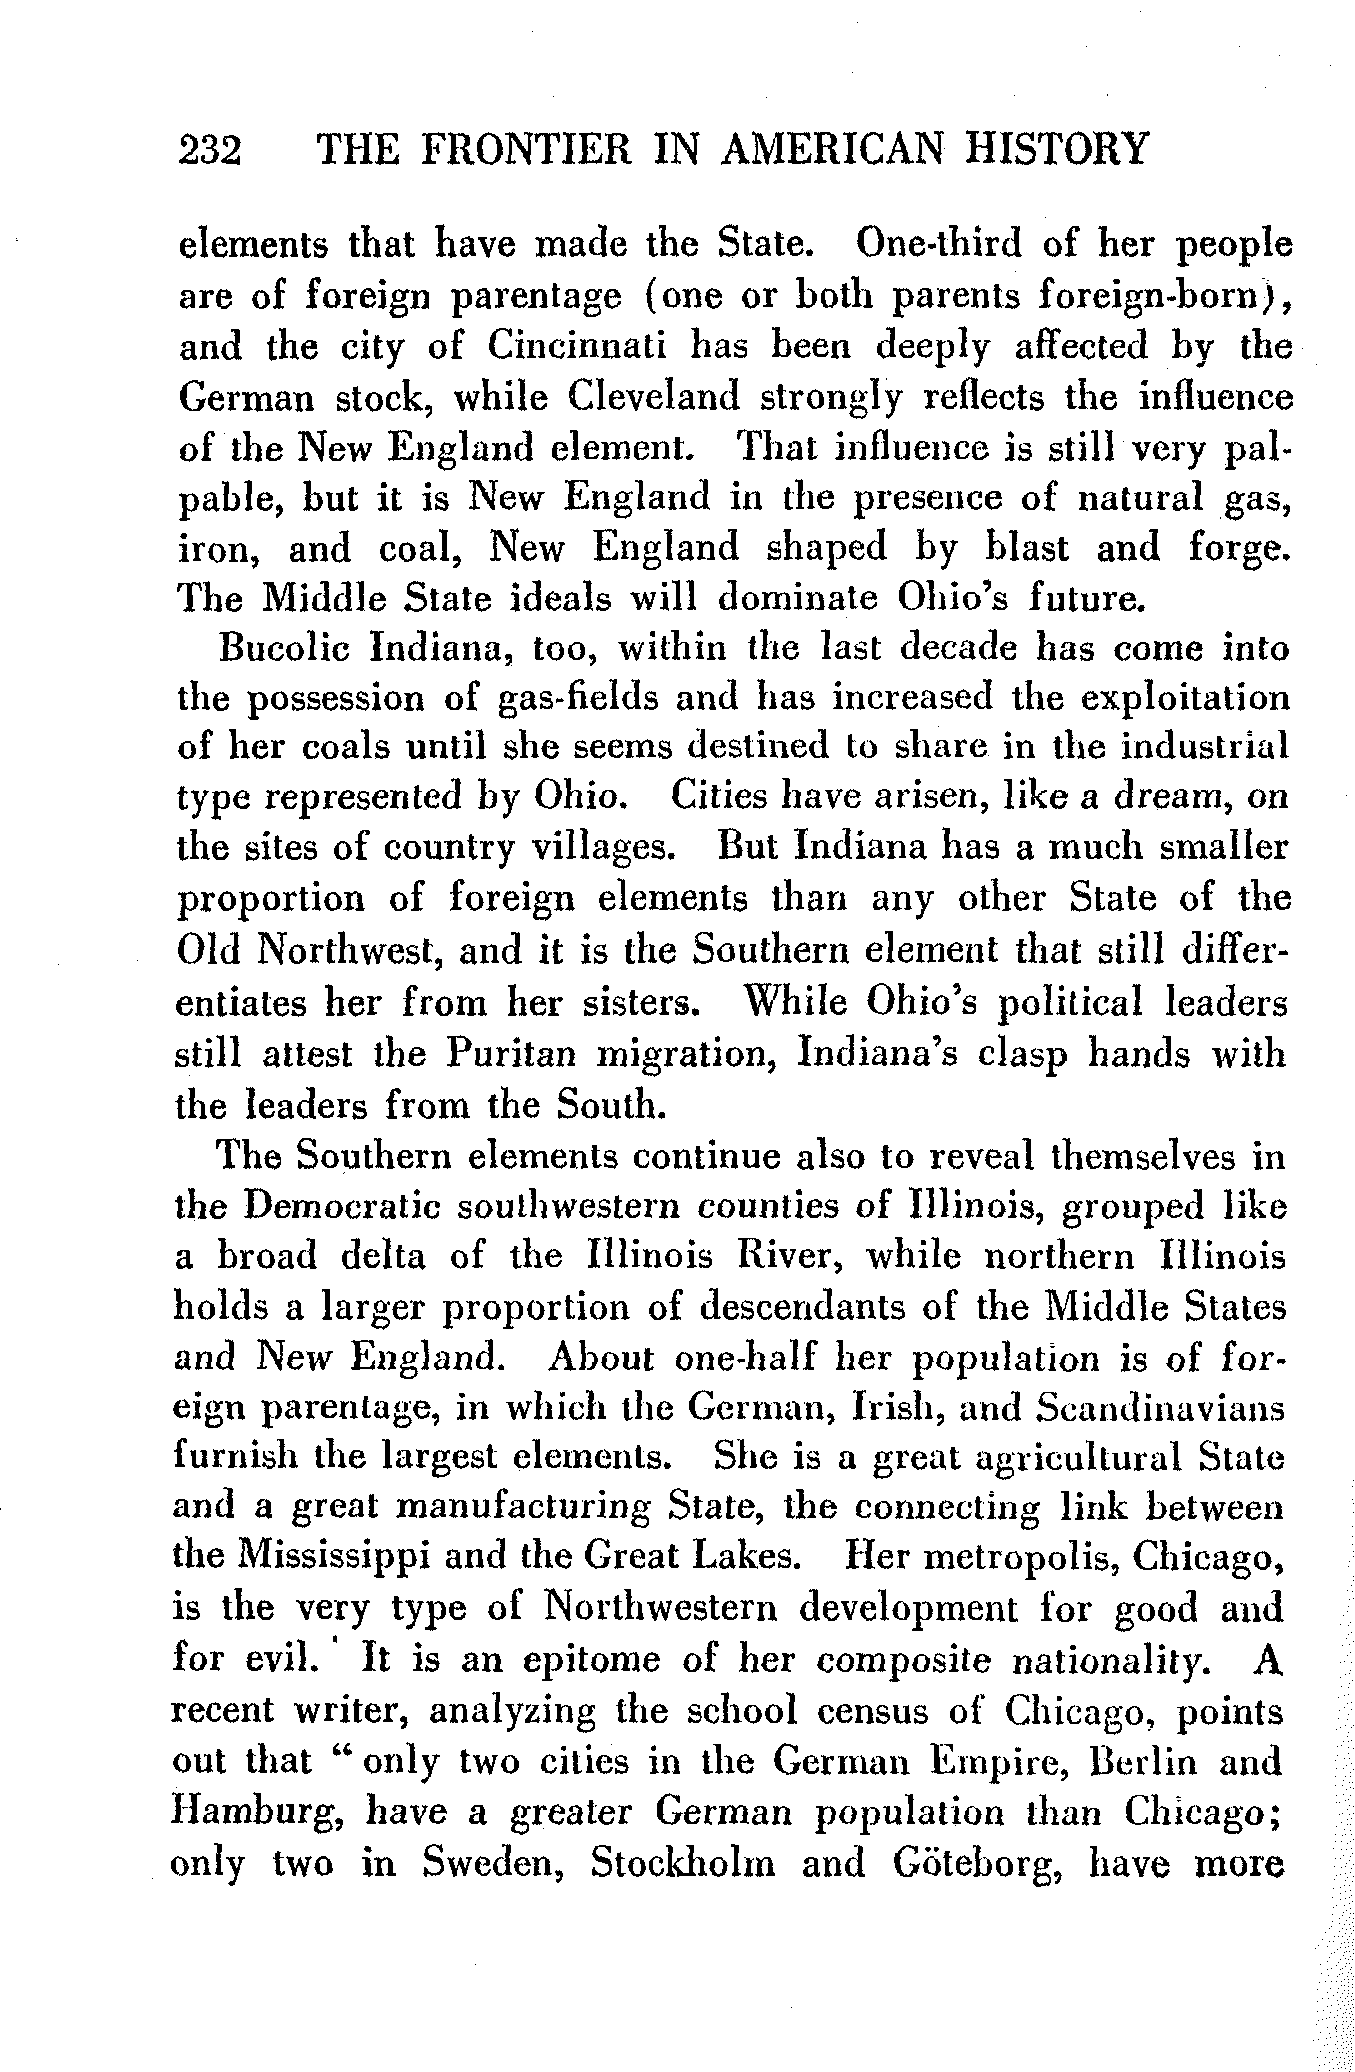 232 THE FRONTIER IN AMERICAN HISTORY
elements that have made the State. One-third of her people
are of foreign parentage (one or both parents foreign-born),
and the city of Cincinnati has been deeply affected by the
German stock, while Cleveland strongly reflects the influence
of the New England element. That influence is still very pal-
pable, but it is New England in the presence of natural gas,
iron, and coal, New England shaped by blast and forge.
The Middle State ideals will dominate Ohio's future.
Bucolic Indiana, too, within the last decade has come into
the possession of gas-fields and has increased the exploitation
of her coals until she seems destined to share in the industrial
type represented by Ohio. Cities have arisen, like a dream, on
the sites of country villages. But Indiana has a much smaller
proportion of foreign elements than any other State of the
Old Northwest, and it is the Southern element that still differ-
entiates her from her sisters. While Ohio's political leaders
still attest the Puritan migration, Indiana's clasp hands with
the leaders from the South.
The Southern elements continue also to reveal themselves in
the Democratic southwestern counties of Illinois, grouped like
a broad delta of the Illinois River, while northern Illinois
holds a larger proportion of descendants of the Middle States
and New England. About one-half her population is of for-
eign parentage, in which the German, Irish, and Scandinavians
furnish the largest elements. She is a great agricultural State
and a great manufacturing State, the connecting link between
the Mississippi and the Great Lakes. Her metropolis, Chicago,
is the very type of Northwestern development for good and
for evil. It is an epitome of her composite nationality. A
recent writer, analyzing the school census of Chicago, points
out that “ only two cities in the German Empire, Berlin and
Hamburg, have a greater German population than Chicago;
only two in Sweden, Stockholm and Göteborg, have more